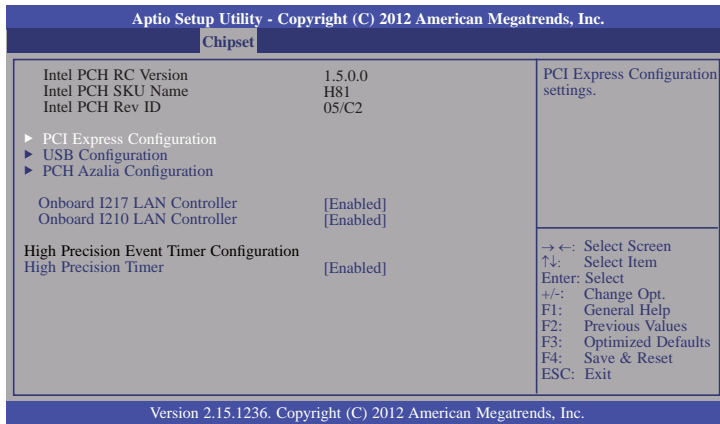 Aptio Setup Utility - Copyright (C) 2012 American Megatrends, Inc.
Chipset
Intel PCH RC Version 1.5.0.0
Intel PCH SKU Name H81
Intel PCH Rev ID 05/C2
► PCI Express Configuration
► USB Configuration
► PCH Azalia Configuration
Onboard I217 LAN Controller [Enabled]
Onboard I210 LAN Controller [Enabled]
High Precision Event Timer Configuration
High Precision Timer [Enabled]
PCI Express Configuration
settings.
→ ←: Select Screen
↑↓: Select Item
Enter: Select
+/-: Change Opt.
F1: General Help
F2: Previous Values
F3: Optimized Defaults
F4: Save & Reset
ESC: Exit
Version 2.15.1236. Copyright (C) 2012 American Megatrends, Inc.